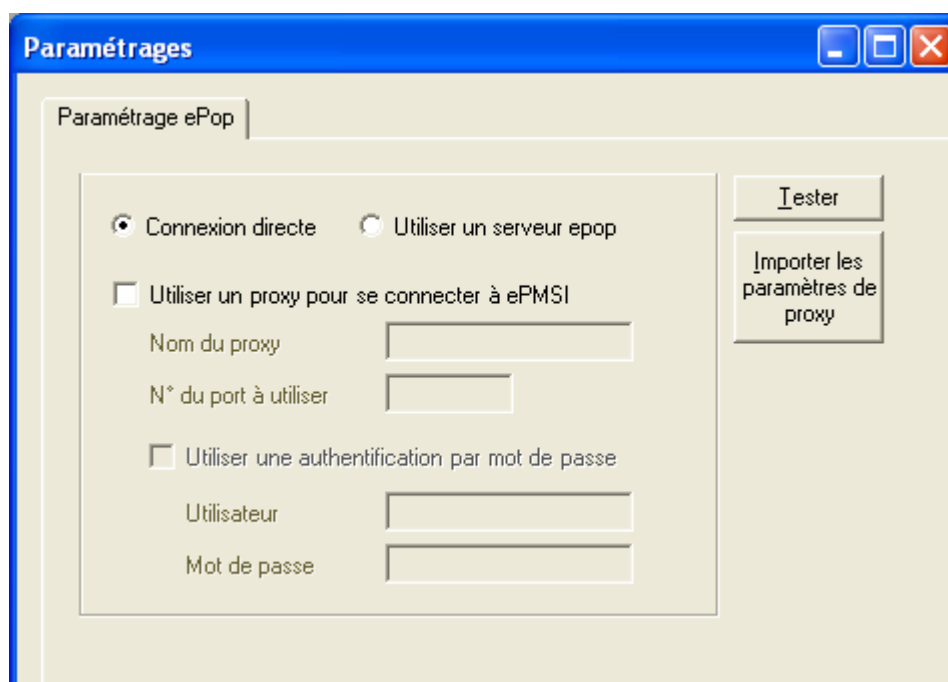 Paramétrages
Paramétrage ePop
Connexion directe
Utiliser un serveur epop
Tester
Importer les
paramètres de
proxy
Utiliser un proxy pour se connecter à ePMSI
Nom du proxy
N° du port à utiliser
Utiliser une authentification par mot de passe
Utilisateur
Mot de passe